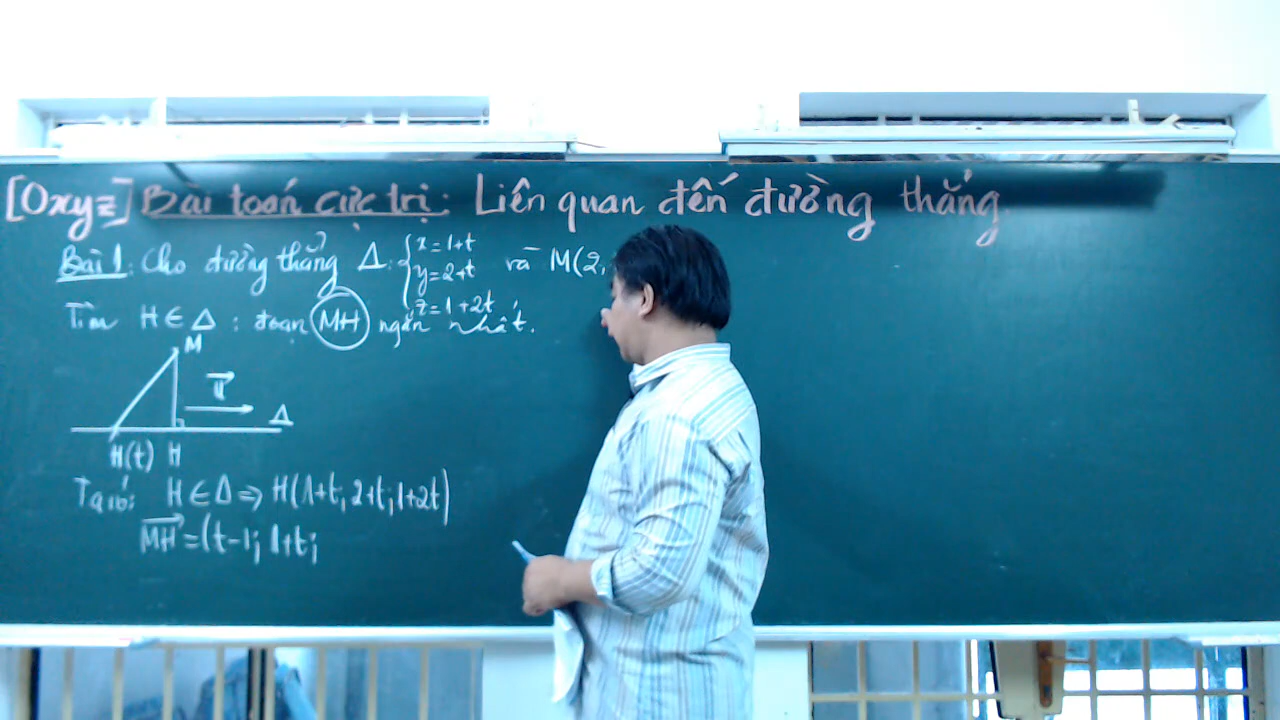 [Oxyz] Bài toán cực trị: Liên quan đến đường thẳng.
Bài 1: Cho đường thẳng Δ: {x=1+t và M(2,
y=2+t
z=1+2t
Tìm H ∈ Δ: đoạn MH ngắn nhất.
M
u⃗
Δ
H(t) H
Ta có: H ∈ Δ ⇒ H(1+t; 2+t; 1+2t)
MH⃗ = (t-1; 1+t;